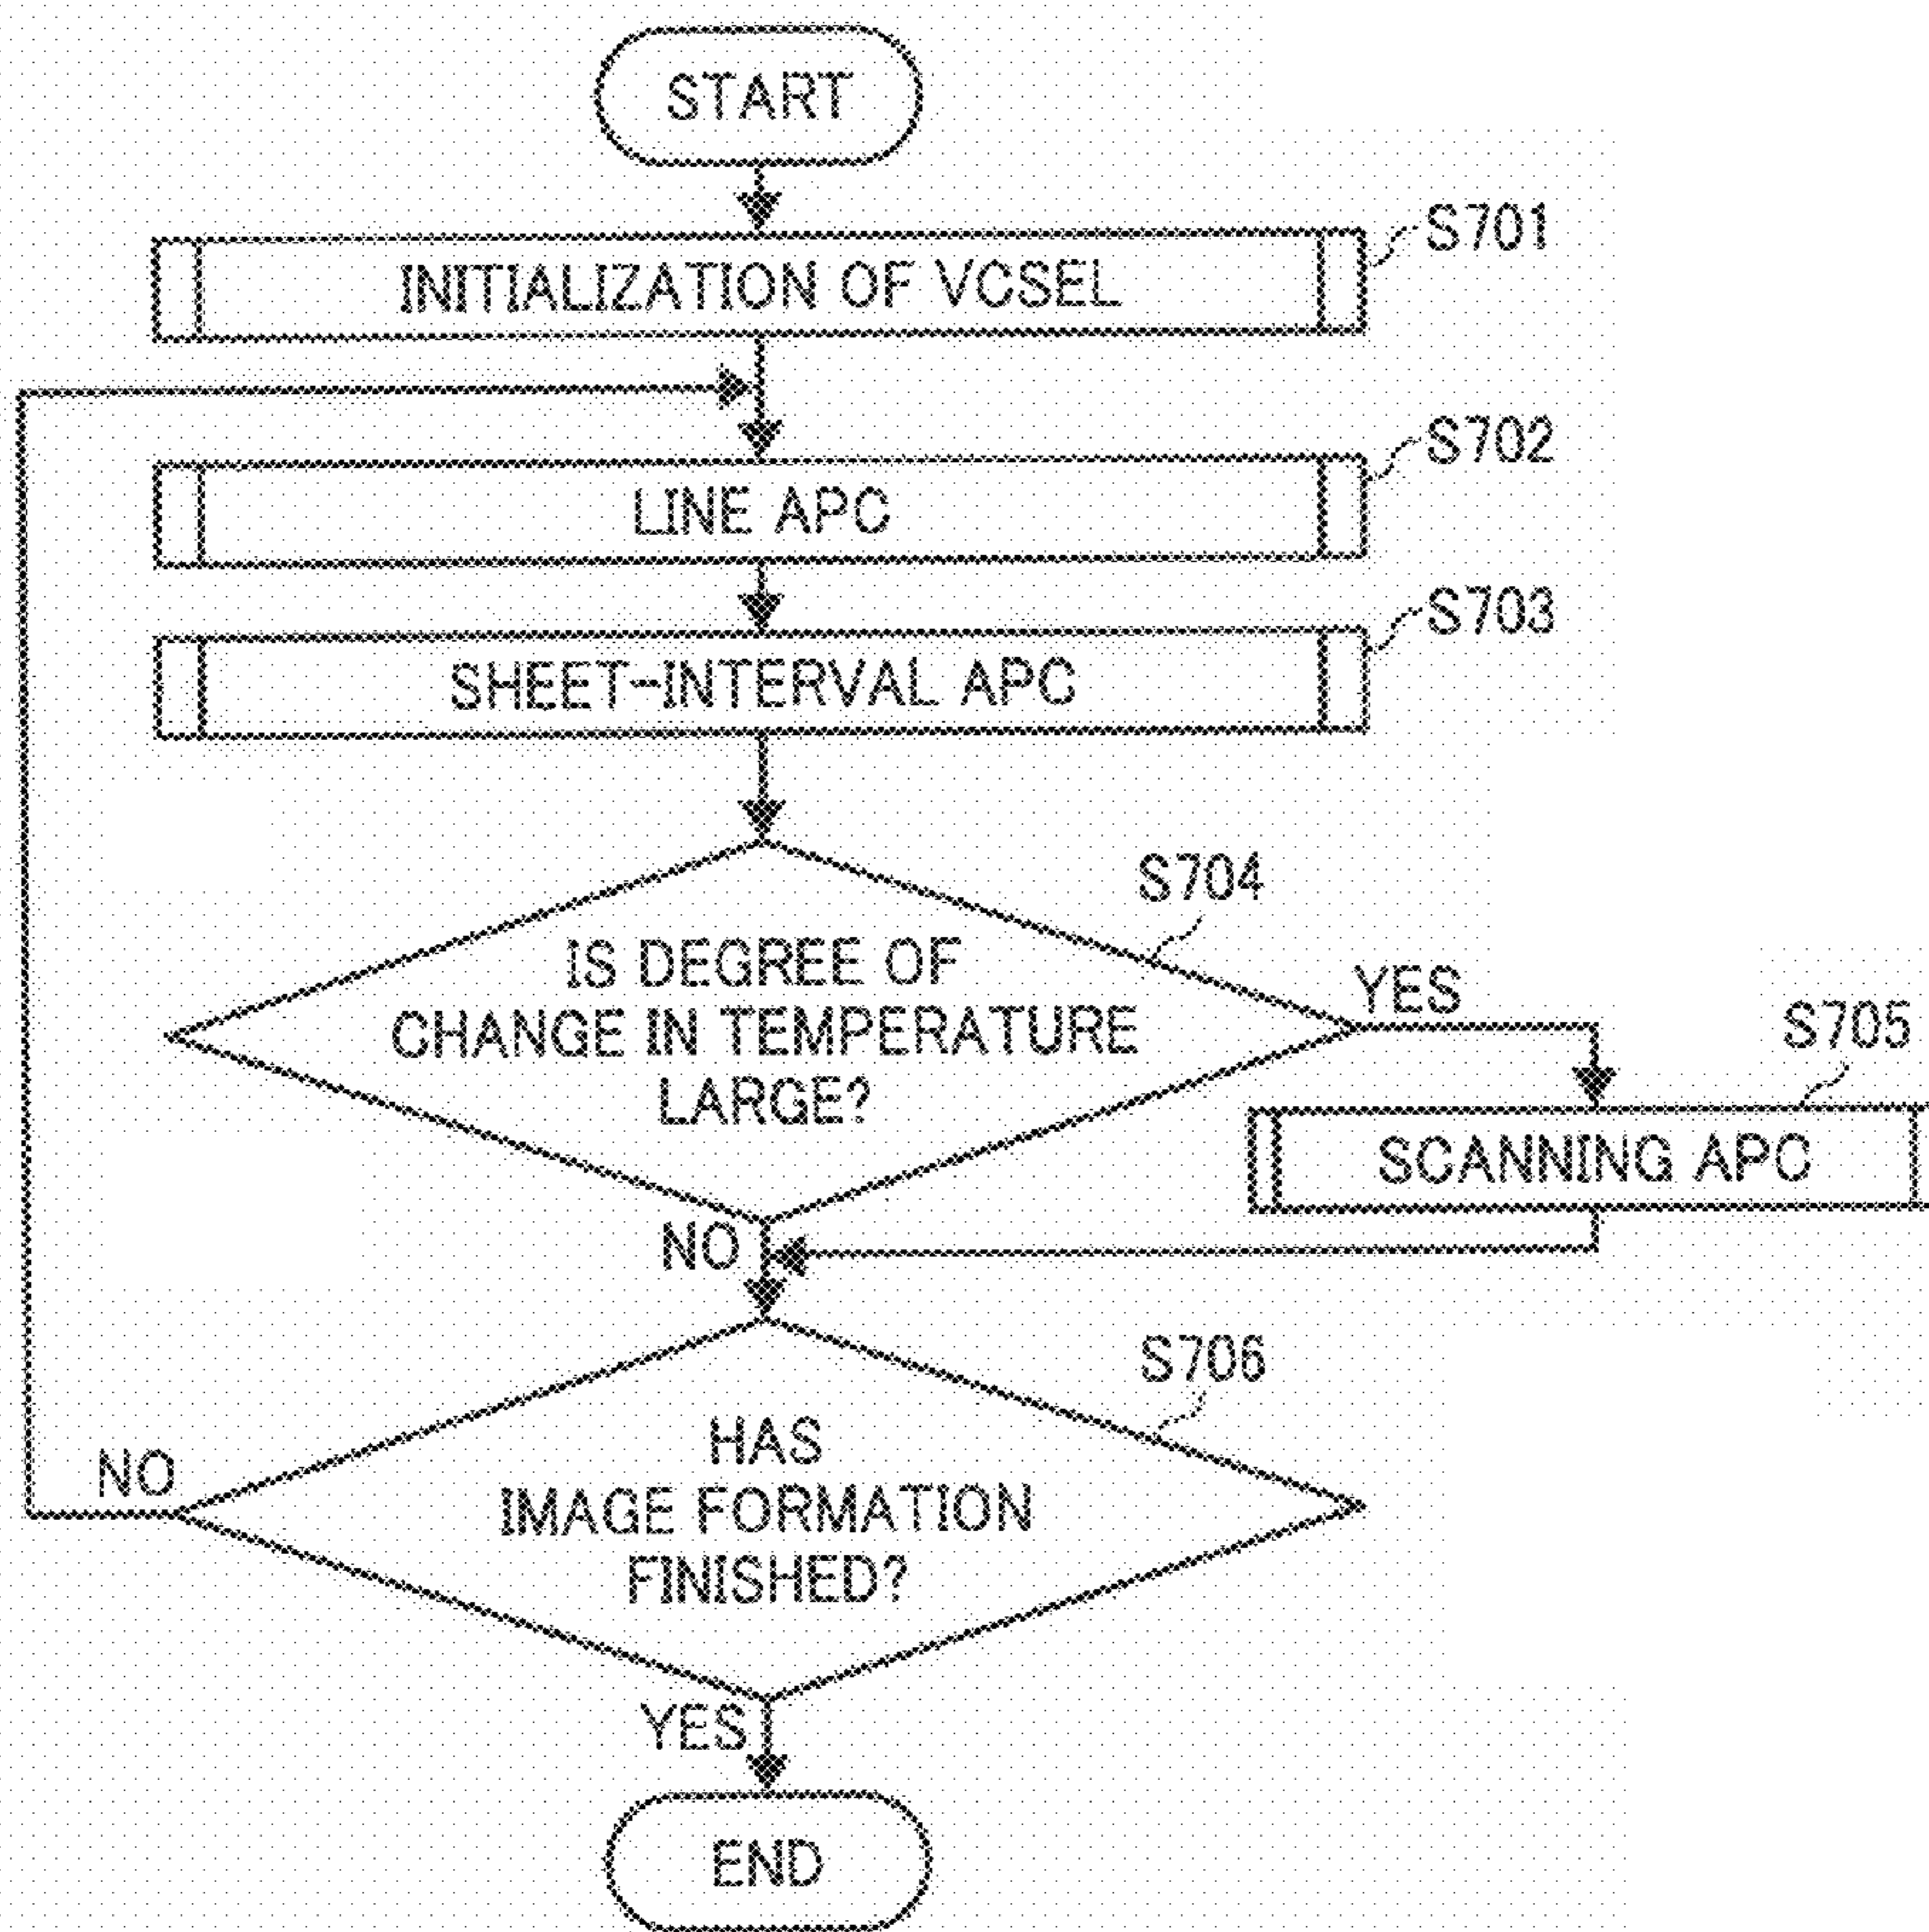 START
S701
INITIALIZATION OF VCSEL
S702
LINE APC
S703
SHEET-INTERVAL APC
S704
IS DEGREE OF
CHANGE IN TEMPERATURE
LARGE?
YES
S705
SCANNING APC
NO
S706
HAS
IMAGE FORMATION
FINISHED?
NO
YES
END